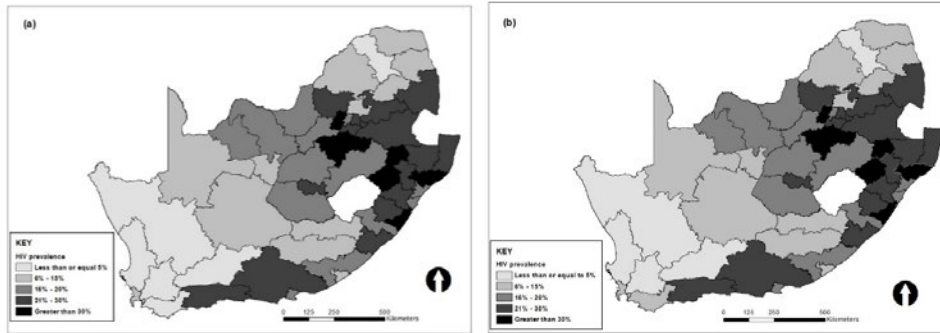 (a)
KEY
HIV prevalence
Less than or equal 5%
6% - 15%
16% - 20%
21% - 30%
Greater than 30%
0 125 250 500
Kilometers
(b)
KEY
HIV prevalence
Less than or equal to 5%
6% - 15%
16% - 20%
21% - 30%
Greater than 30%
0 125 250 500
Kilometers